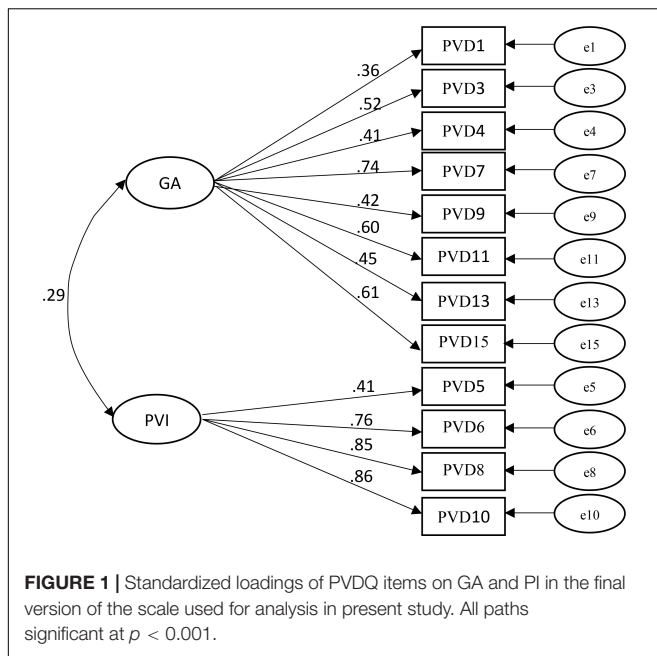 PVD1 e1
.36
PVD3 e3
.52
PVD4 e4
.41
PVD7 e7
.74
GA
PVD9 e9
.42
PVD11 e11
.60
PVD13 e13
.45
PVD15 e15
.61
.29
PVD5 e5
.41
PVI
PVD6 e6
.76
PVD8 e8
.85
PVD10 e10
.86
FIGURE 1 | Standardized loadings of PVDQ items on GA and PI in the final
version of the scale used for analysis in present study. All paths
significant at p < 0.001.